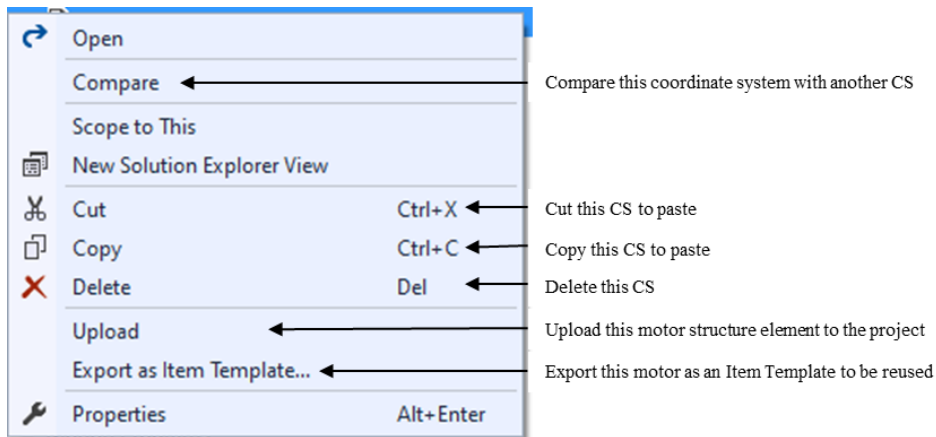 Open
Compare Compare this coordinate system with another CS
Scope to This
New Solution Explorer View
Cut Ctrl+X Cut this CS to paste
Copy Ctrl+C Copy this CS to paste
Delete Del Delete this CS
Upload Upload this motor structure element to the project
Export as Item Template... Export this motor as an Item Template to be reused
Properties Alt+Enter